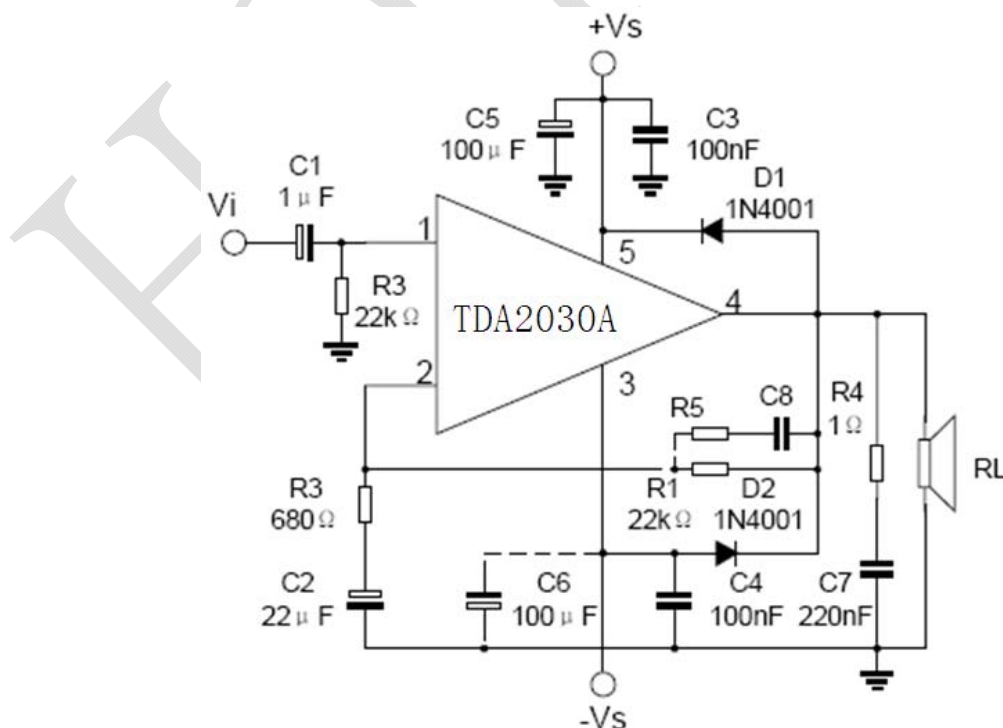 +Vs
C5
100μF
C3
100nF
C1
1μF
Vi
D1
1N4001
1
5
R3
22kΩ
TDA2030A
4
2
3
R5
C8
R4
1Ω
RL
R3
680Ω
R1
22kΩ
D2
1N4001
C2
22μF
C6
100μF
C4
100nF
C7
220nF
-Vs